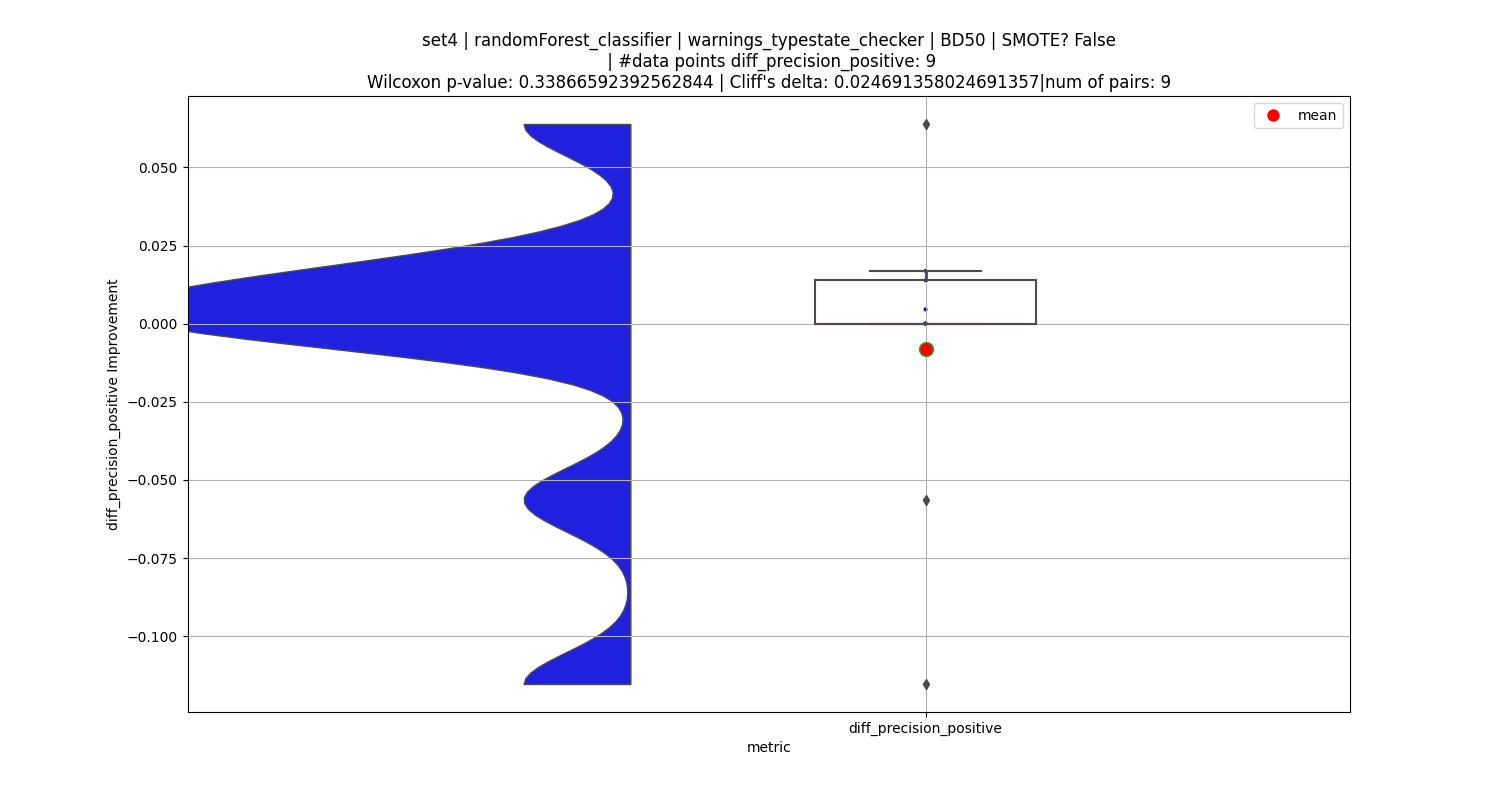 set4 | randomForest_classifier | warnings_typestate_checker | BD50 | SMOTE? False
| #data points diff_precision_positive: 9
Wilcoxon p-value: 0.33866592392562844 | Cliff's delta: 0.024691358024691357|num of pairs: 9
mean
0.050
0.025
0.000
−0.025
−0.050
−0.075
−0.100
diff_precision_positive Improvement
diff_precision_positive
metric